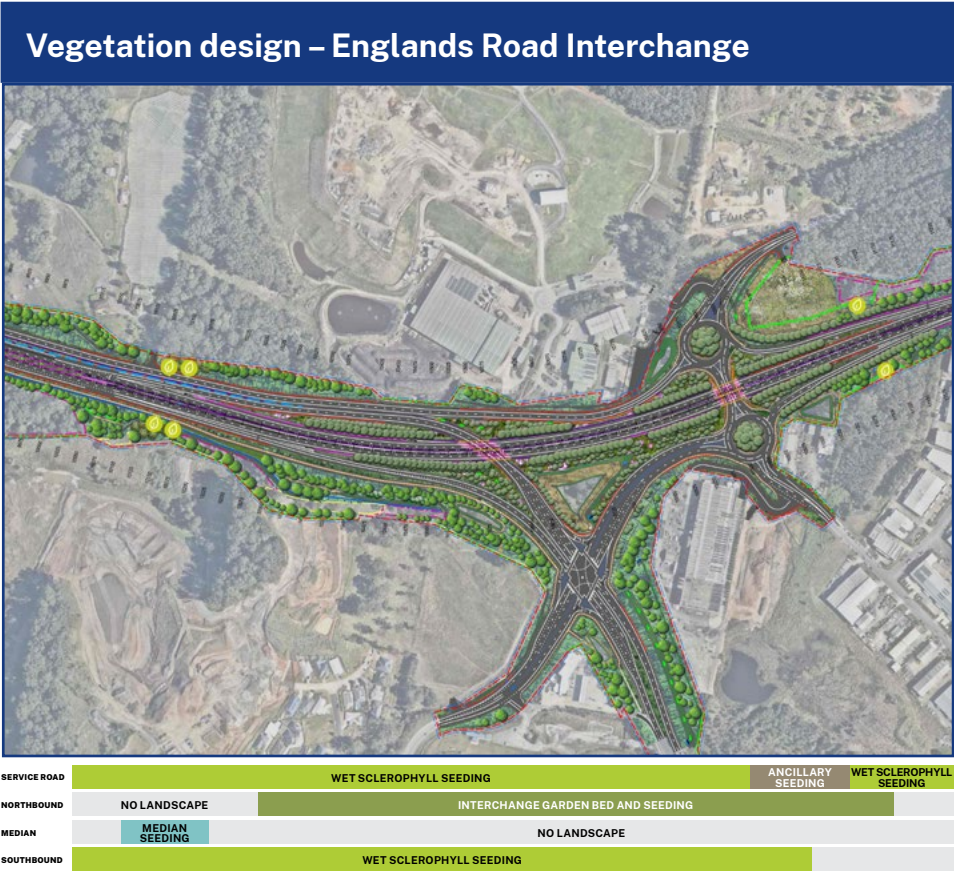 Vegetation design – Englands Road Interchange
SERVICE ROAD
WET SCLEROPHYLL SEEDING
ANCILLARY
SEEDING
WET SCLEROPHYLL
SEEDING
NORTHBOUND
NO LANDSCAPE
INTERCHANGE GARDEN BED AND SEEDING
MEDIAN
MEDIAN
SEEDING
NO LANDSCAPE
SOUTHBOUND
WET SCLEROPHYLL SEEDING